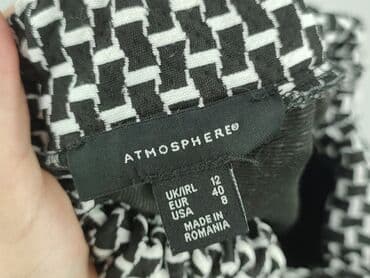 ATMOSPHERE®
UK/IRL 12
EUR 40
USA 8
MADE IN
ROMANIA